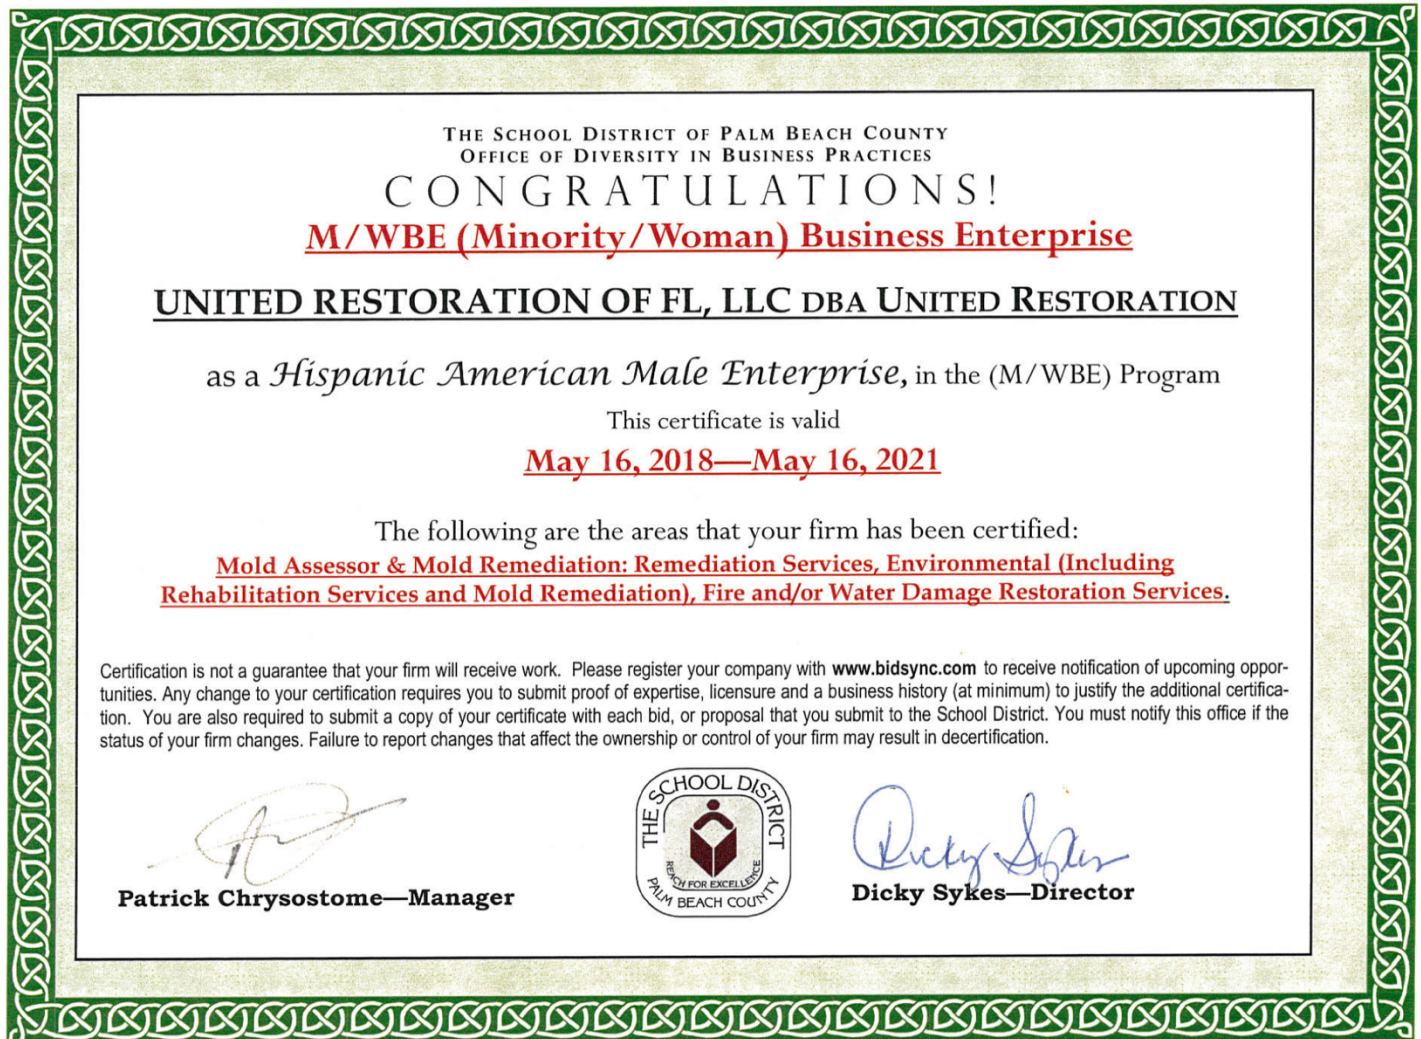 THE SCHOOL DISTRICT OF PALM BEACH COUNTY
OFFICE OF DIVERSITY IN BUSINESS PRACTICES
CONGRATULATIONS!
M/WBE (Minority/Woman) Business Enterprise
UNITED RESTORATION OF FL, LLC DBA UNITED RESTORATION
as a Hispanic American Male Enterprise, in the (M/WBE) Program
This certificate is valid
May 16, 2018—May 16, 2021
The following are the areas that your firm has been certified:
Mold Assessor & Mold Remediation: Remediation Services, Environmental (Including
Rehabilitation Services and Mold Remediation), Fire and/or Water Damage Restoration Services.
Certification is not a guarantee that your firm will receive work. Please register your company with www.bidsync.com to receive notification of upcoming oppor-
tunities. Any change to your certification requires you to submit proof of expertise, licensure and a business history (at minimum) to justify the additional certifica-
tion. You are also required to submit a copy of your certificate with each bid, or proposal that you submit to the School District. You must notify this office if the
status of your firm changes. Failure to report changes that affect the ownership or control of your firm may result in decertification.
Patrick Chrysostome—Manager
THE SCHOOL DISTRICT
REACH FOR EXCELLENCE
PALM BEACH COUNTY
Dicky Sykes
Dicky Sykes—Director